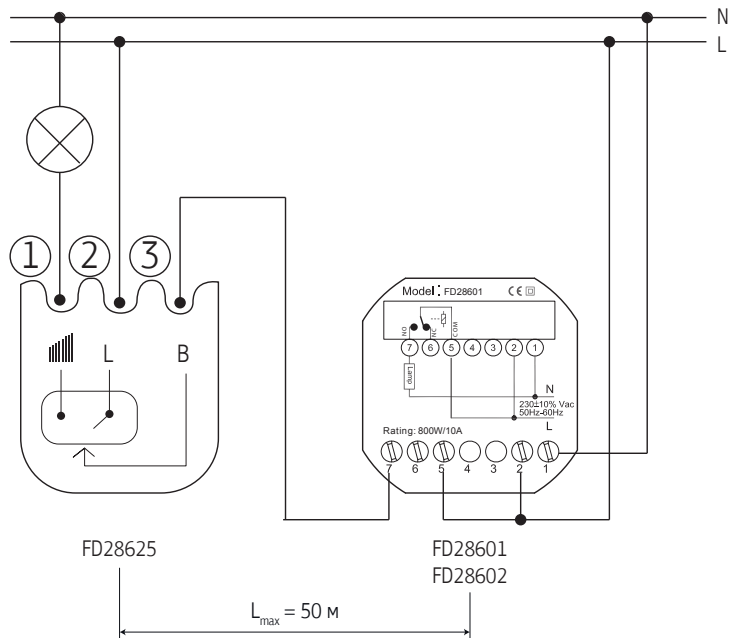 N
L
1 2 3
L B
Model : FD28601 CE
NO NC COM
7 6 5 4 3 2 1
Lamp
N
230±10% Vac
50Hz-60Hz
L
Rating: 800W/10A
7 6 5 4 3 2 1
FD28625
FD28601
FD28602
Lmax = 50 м